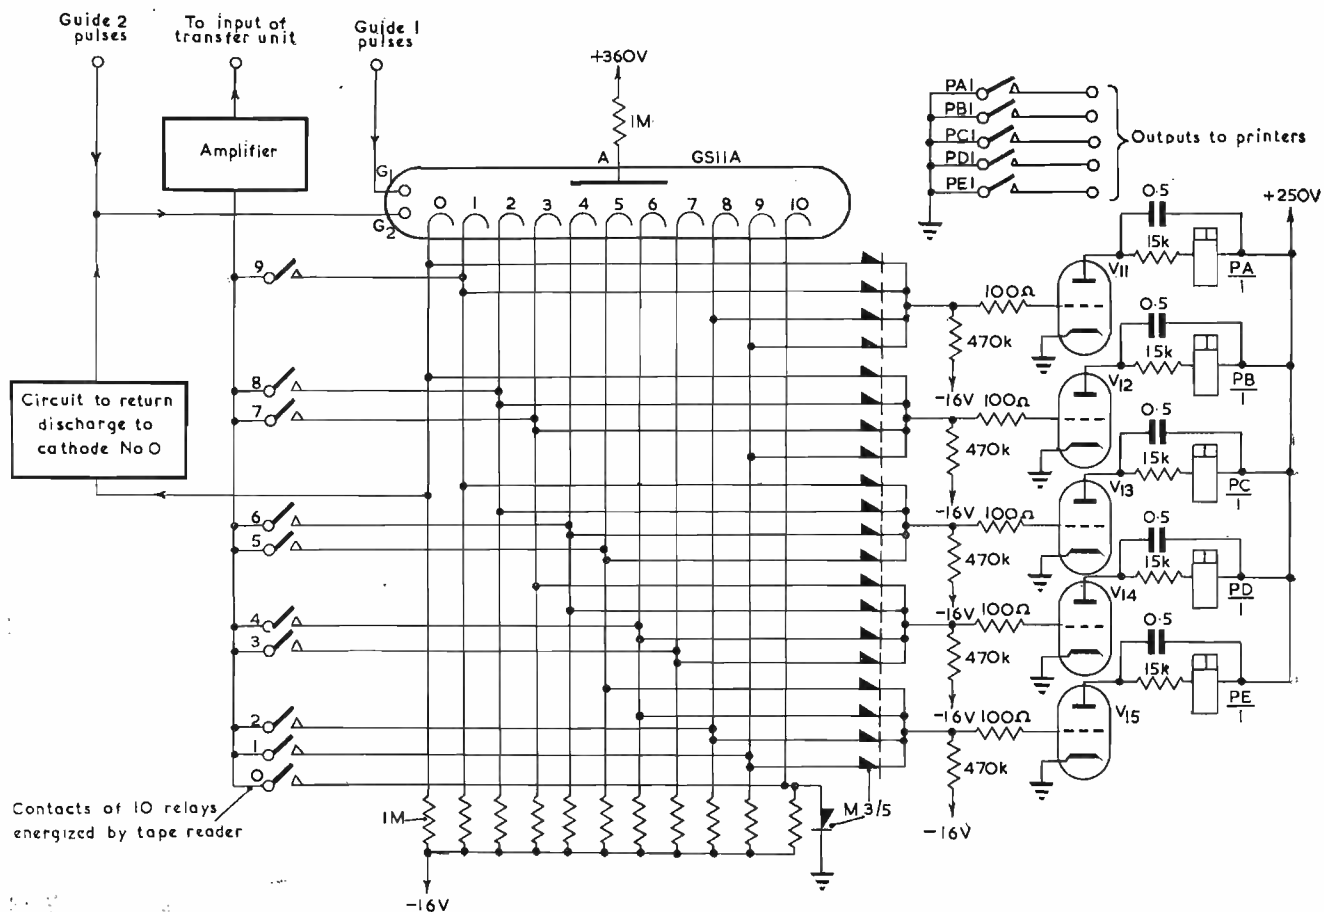 Guide 2
pulses
To input of
transfer unit
Guide 1
pulses
+360V
1M
Amplifier
A
GS11A
G1
G2
0 1 2 3 4 5 6 7 8 9 10
PA1
PB1
PC1
PD1
PE1
Outputs to printers
+250V
0·5
15k
PA
1
V11
100Ω
470k
-16V
9
8
7
Circuit to return
discharge to
cathode No 0
0·5
15k
PB
1
V12
100Ω
470k
-16V
6
5
0·5
15k
PC
1
V13
100Ω
470k
-16V
4
3
0·5
15k
PD
1
V14
100Ω
470k
-16V
2
1
0
0·5
15k
PE
1
V15
100Ω
470k
-16V
Contacts of 10 relays
energized by tape reader
1M
M3/5
-16V